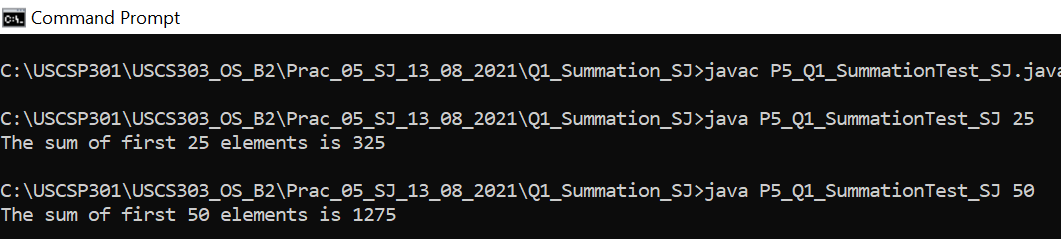 Command Prompt
C:\USCSP301\USCS303_OS_B2\Prac_05_SJ_13_08_2021\Q1_Summation_SJ>javac P5_Q1_SummationTest_SJ.java
C:\USCSP301\USCS303_OS_B2\Prac_05_SJ_13_08_2021\Q1_Summation_SJ>java P5_Q1_SummationTest_SJ 25
The sum of first 25 elements is 325
C:\USCSP301\USCS303_OS_B2\Prac_05_SJ_13_08_2021\Q1_Summation_SJ>java P5_Q1_SummationTest_SJ 50
The sum of first 50 elements is 1275